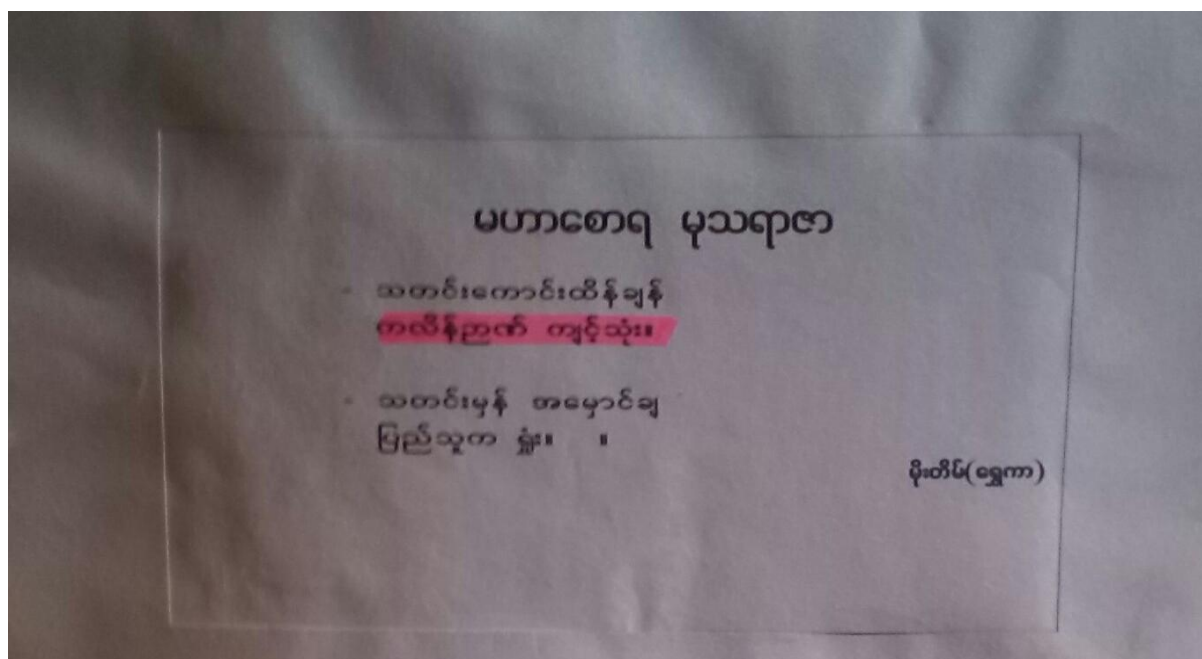 မဟာစောရ မုသရာဇာ
- သတင်းကောင်းထိန်ချန်
ကလိန်ဉာဏ် ကျင့်သုံး။
- သတင်းမှန် အမှောင်ချ
ပြည်သူက ရှုံး။ ။
မိုးတိမ်(ရွှေကာ)